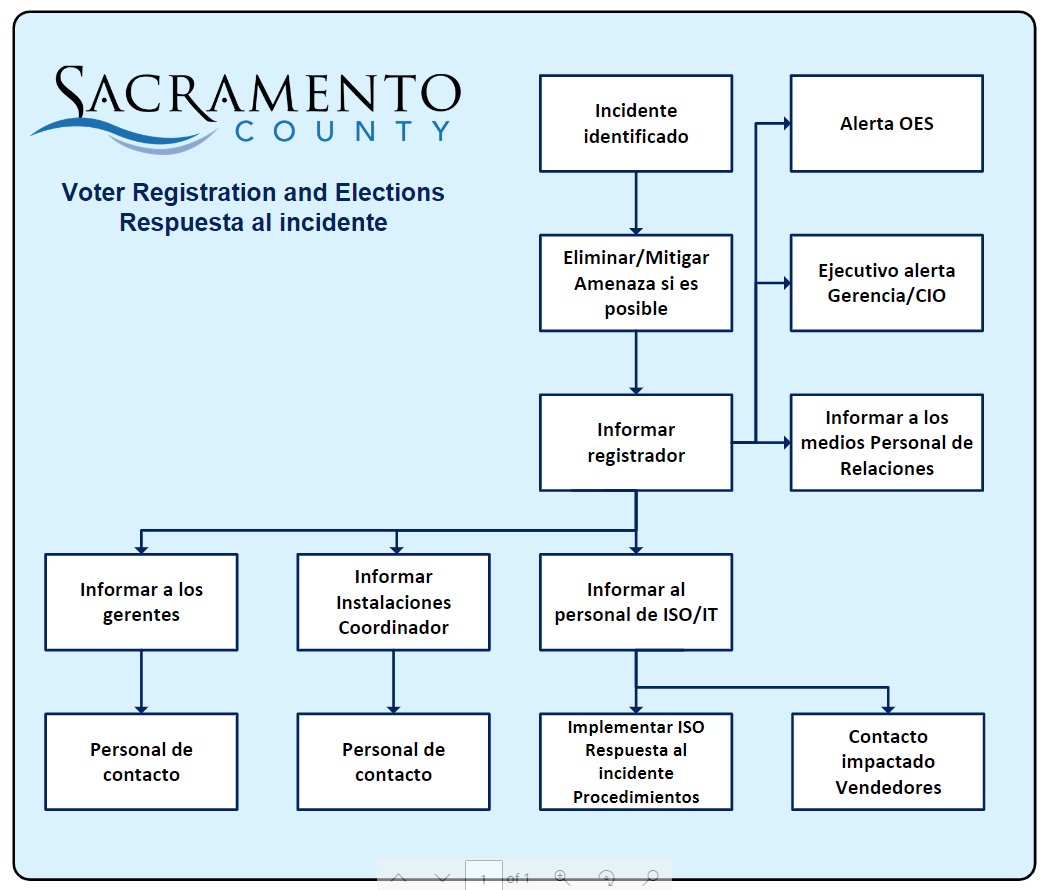 SACRAMENTO
COUNTY
Voter Registration and Elections
Respuesta al incidente
Incidente
identificado
Alerta OES
Eliminar/Mitigar
Amenaza si es
posible
Ejecutivo alerta
Gerencia/CIO
Informar
registrador
Informar a los
medios Personal de
Relaciones
Informar a los
gerentes
Informar
Instalaciones
Coordinador
Informar al
personal de ISO/IT
Personal de
contacto
Personal de
contacto
Implementar ISO
Respuesta al
incidente
Procedimientos
Contacto
impactado
Vendedores
1 of 1